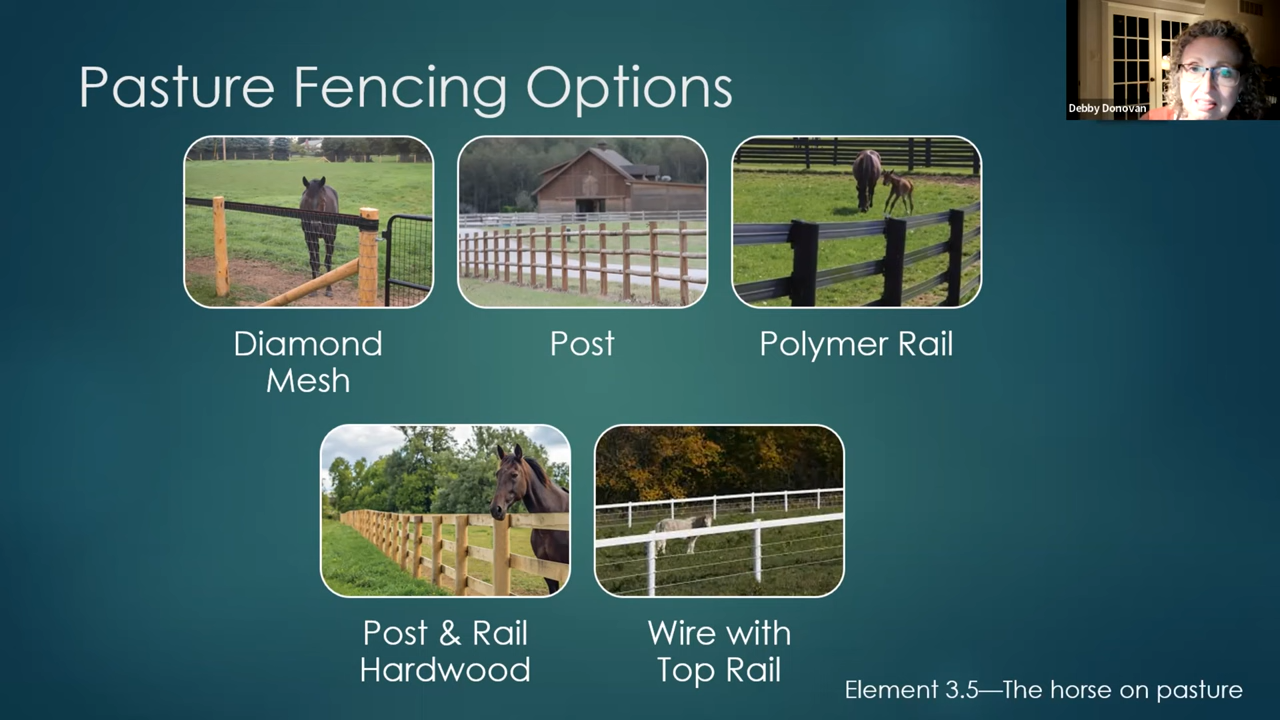 Pasture Fencing Options
Debby Donovan
Diamond
Mesh
Post
Polymer Rail
Post & Rail
Hardwood
Wire with
Top Rail
Element 3.5—The horse on pasture